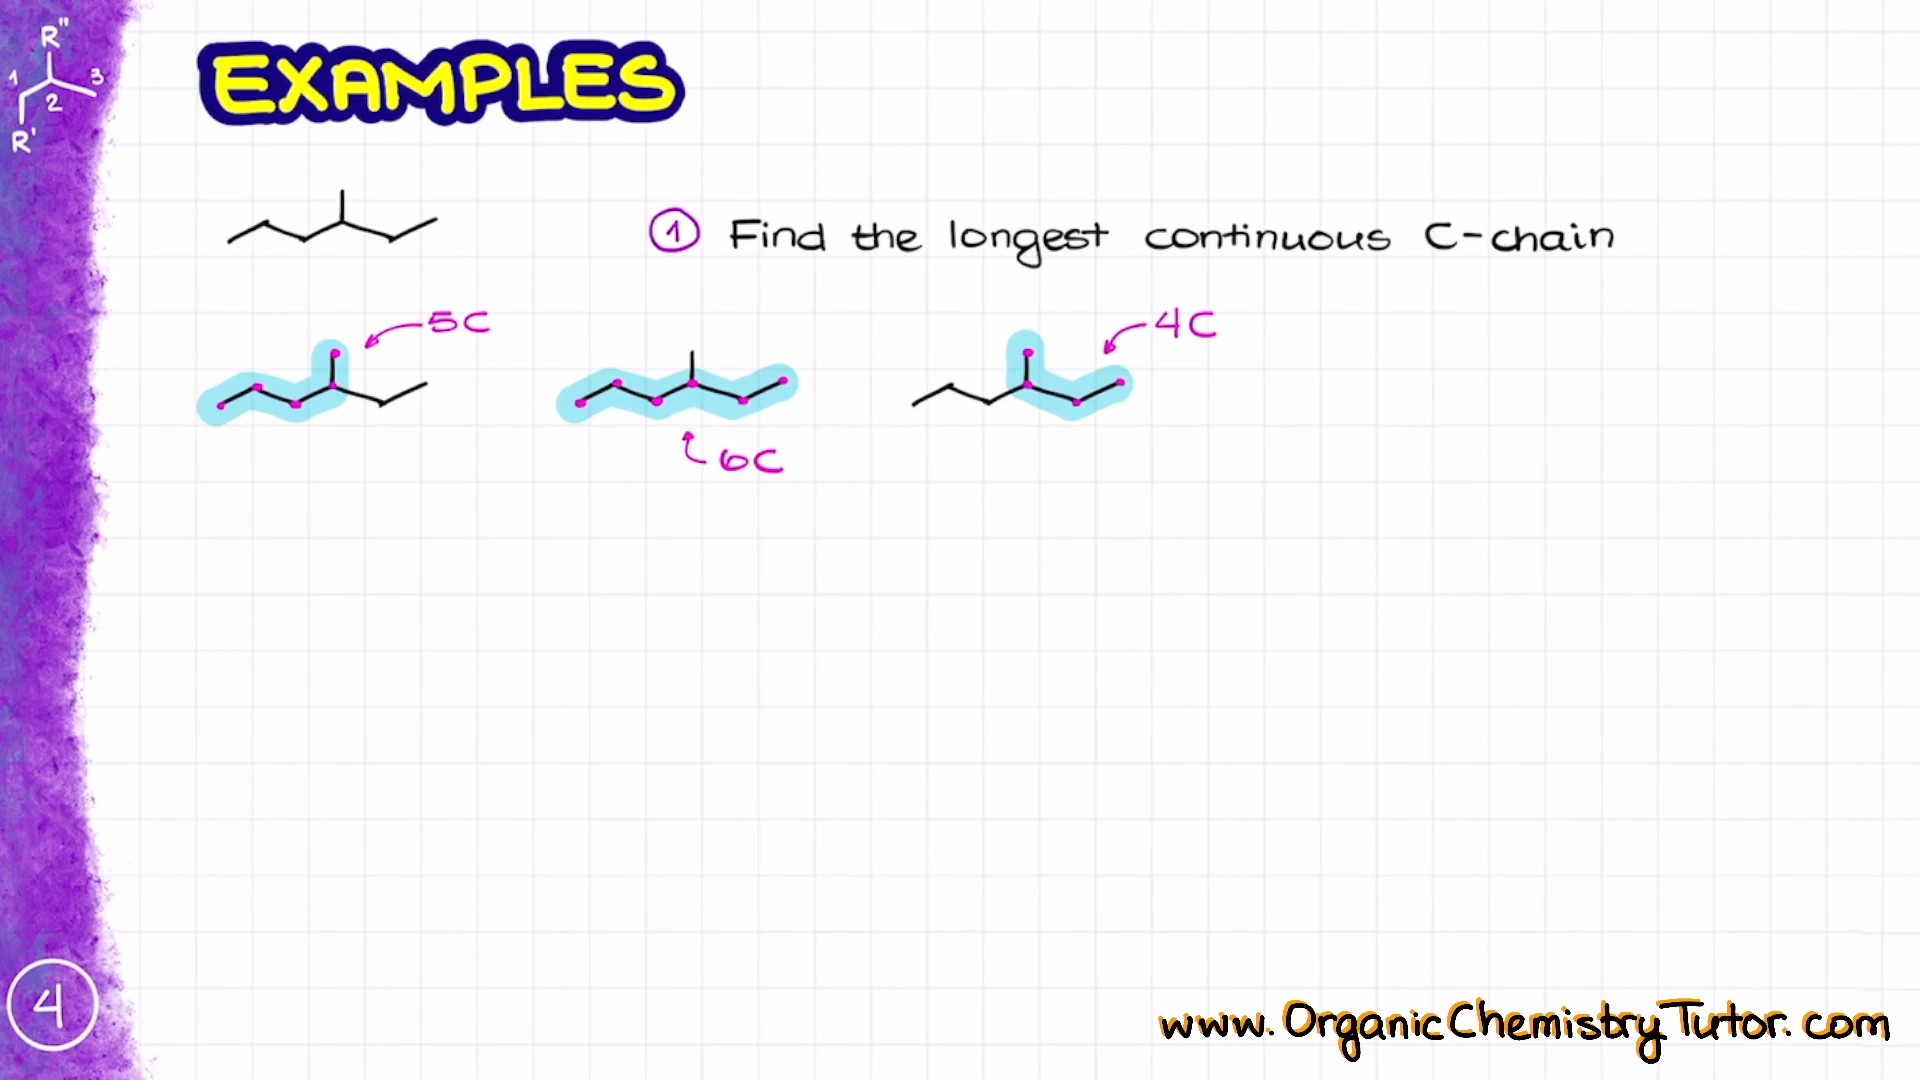 R"
1 3
2
R'
EXAMPLES
1 Find the longest continuous C-chain
5C
4C
6C
4
www.OrganicChemistryTutor.com